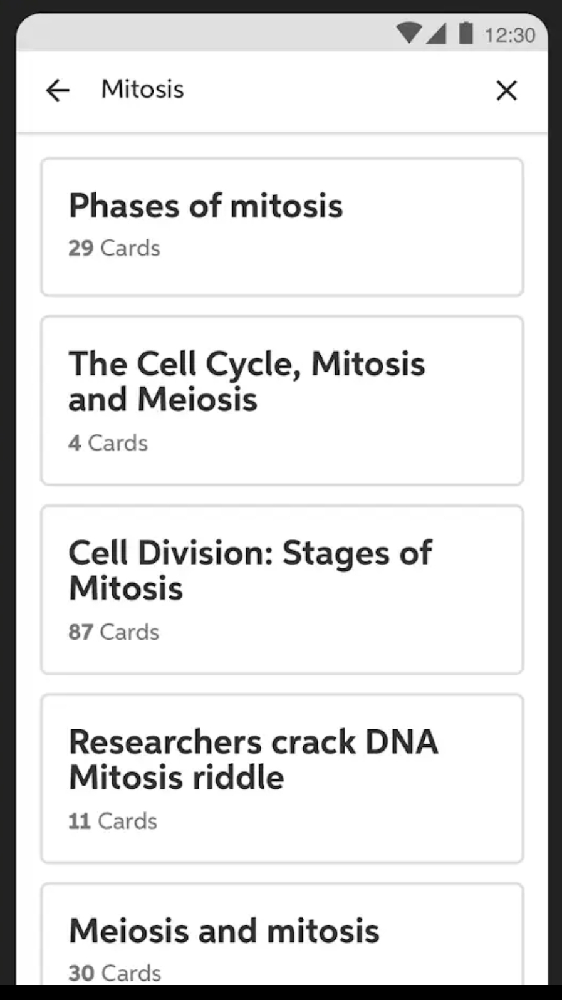 12:30
Mitosis
Phases of mitosis
29 Cards
The Cell Cycle, Mitosis
and Meiosis
4 Cards
Cell Division: Stages of
Mitosis
87 Cards
Researchers crack DNA
Mitosis riddle
11 Cards
Meiosis and mitosis
30 Cards